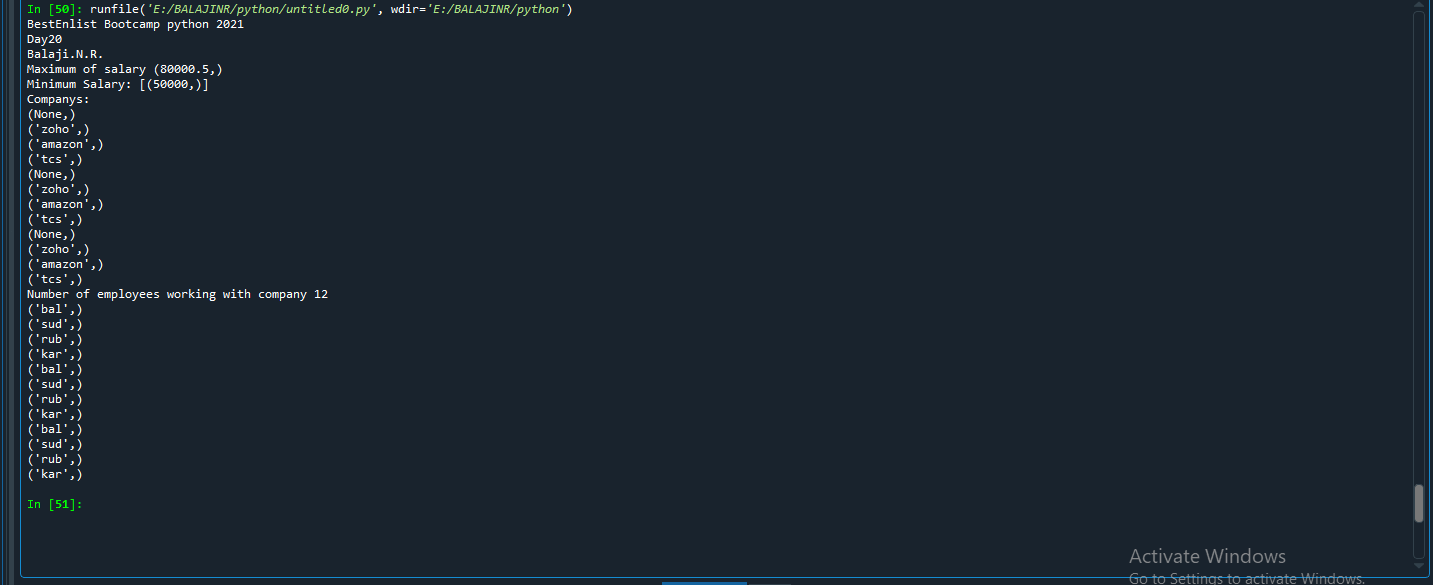 In [50]: runfile('E:/BALAJINR/python/untitled0.py', wdir='E:/BALAJINR/python')
BestEnlist Bootcamp python 2021
Day20
Balaji.N.R.
Maximum of salary (80000.5,)
Minimum Salary: [(50000,)]
Companys:
(None,)
('zoho',)
('amazon',)
('tcs',)
(None,)
('zoho',)
('amazon',)
('tcs',)
(None,)
('zoho',)
('amazon',)
('tcs',)
Number of employees working with company 12
('bal',)
('sud',)
('rub',)
('kar',)
('bal',)
('sud',)
('rub',)
('kar',)
('bal',)
('sud',)
('rub',)
('kar',)
In [51]:
Activate Windows
Go to Settings to activate Windows.